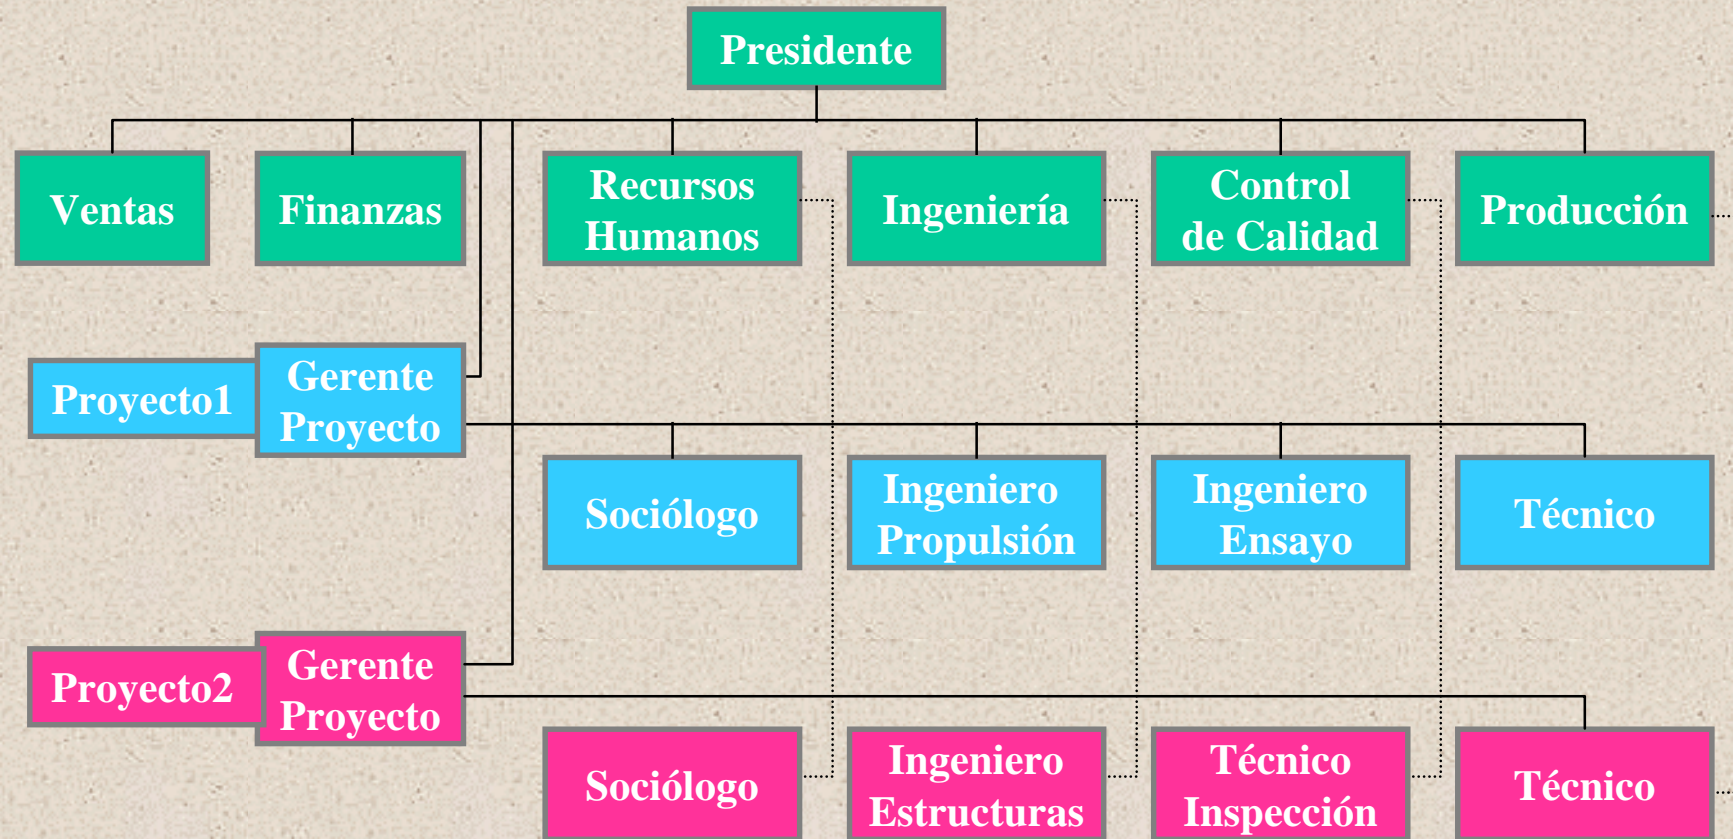 Presidente
Ventas
Finanzas
Recursos
Humanos
Ingeniería
Control
de Calidad
Producción
Proyecto1
Gerente
Proyecto
Sociólogo
Ingeniero
Propulsión
Ingeniero
Ensayo
Técnico
Proyecto2
Gerente
Proyecto
Sociólogo
Ingeniero
Estructuras
Técnico
Inspección
Técnico